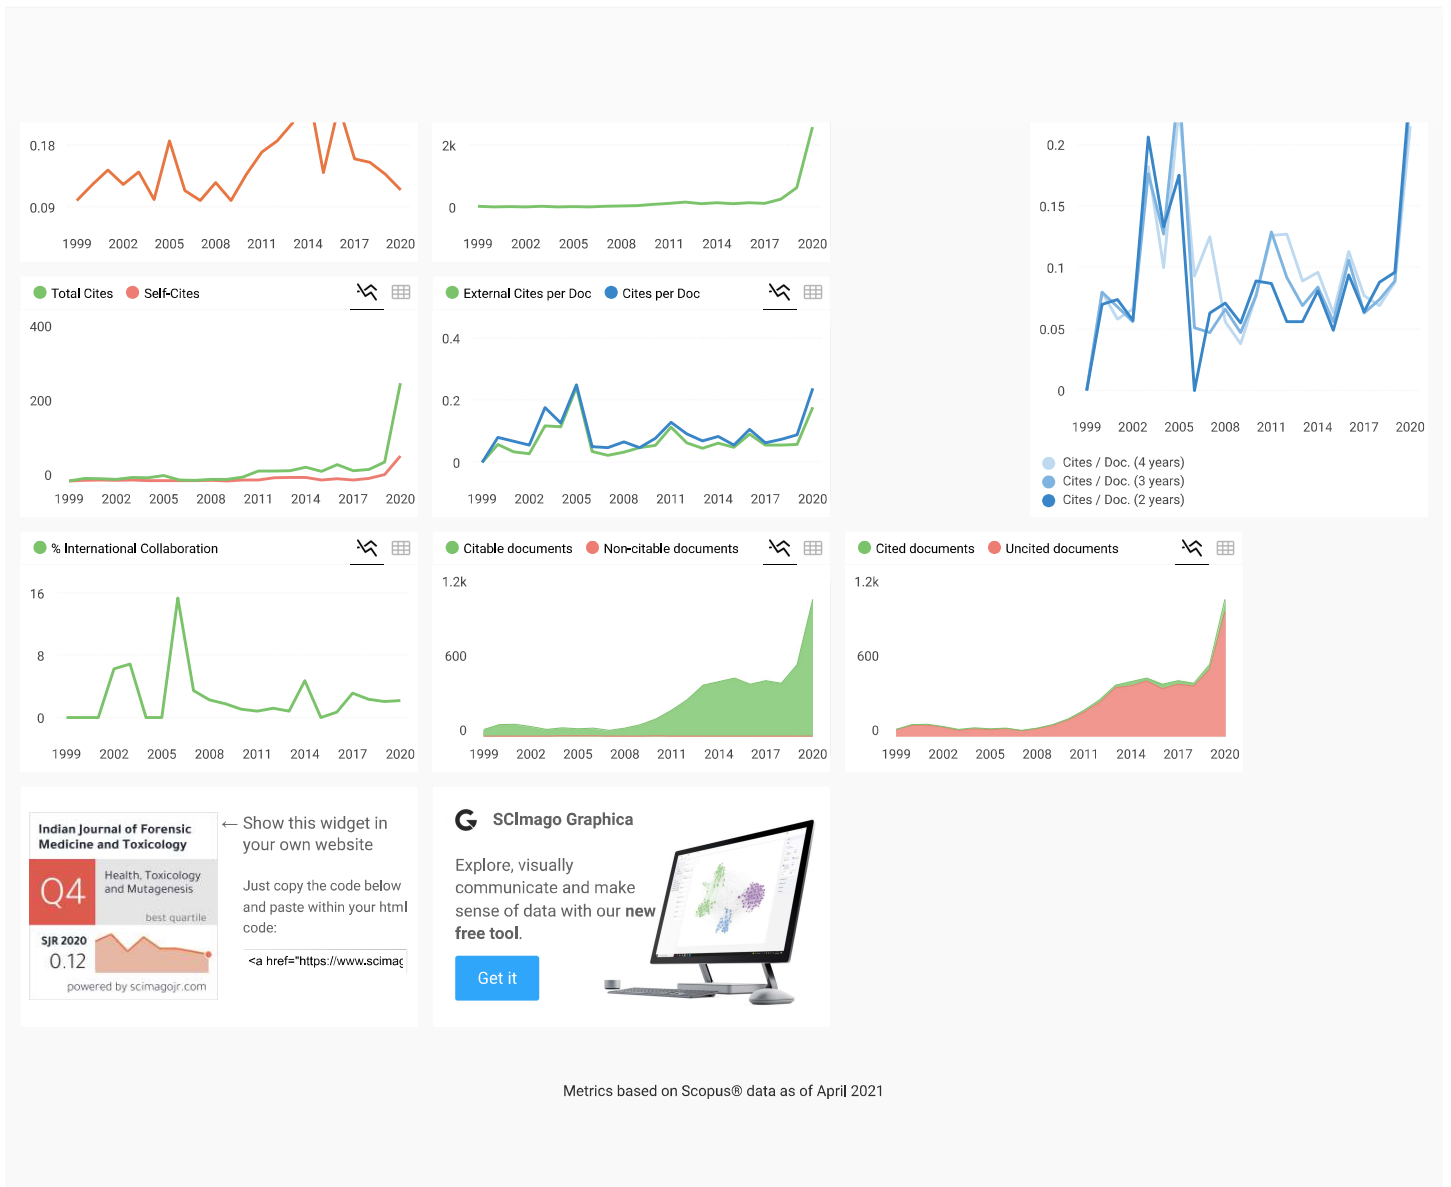 0.18
0.09
1999 2002 2005 2008 2011 2014 2017 2020
2k
0
1999 2002 2005 2008 2011 2014 2017 2020
0.2
0.15
0.1
0.05
0
1999 2002 2005 2008 2011 2014 2017 2020
Cites / Doc. (4 years)
Cites / Doc. (3 years)
Cites / Doc. (2 years)
Total Cites Self-Cites
400
200
0
1999 2002 2005 2008 2011 2014 2017 2020
External Cites per Doc Cites per Doc
0.4
0.2
0
1999 2002 2005 2008 2011 2014 2017 2020
% International Collaboration
16
8
0
1999 2002 2005 2008 2011 2014 2017 2020
Citable documents Non-citable documents
1.2k
600
0
1999 2002 2005 2008 2011 2014 2017 2020
Cited documents Uncited documents
1.2k
600
0
1999 2002 2005 2008 2011 2014 2017 2020
Indian Journal of Forensic
Medicine and Toxicology
Q4
Health, Toxicology
and Mutagenesis
best quartile
SJR 2020
0.12
powered by scimagojr.com
← Show this widget in
your own website
Just copy the code below
and paste within your html
code:
<a href="https://www.scimag
SCImago Graphica
Explore, visually
communicate and make
sense of data with our new
free tool.
Get it
Metrics based on Scopus® data as of April 2021